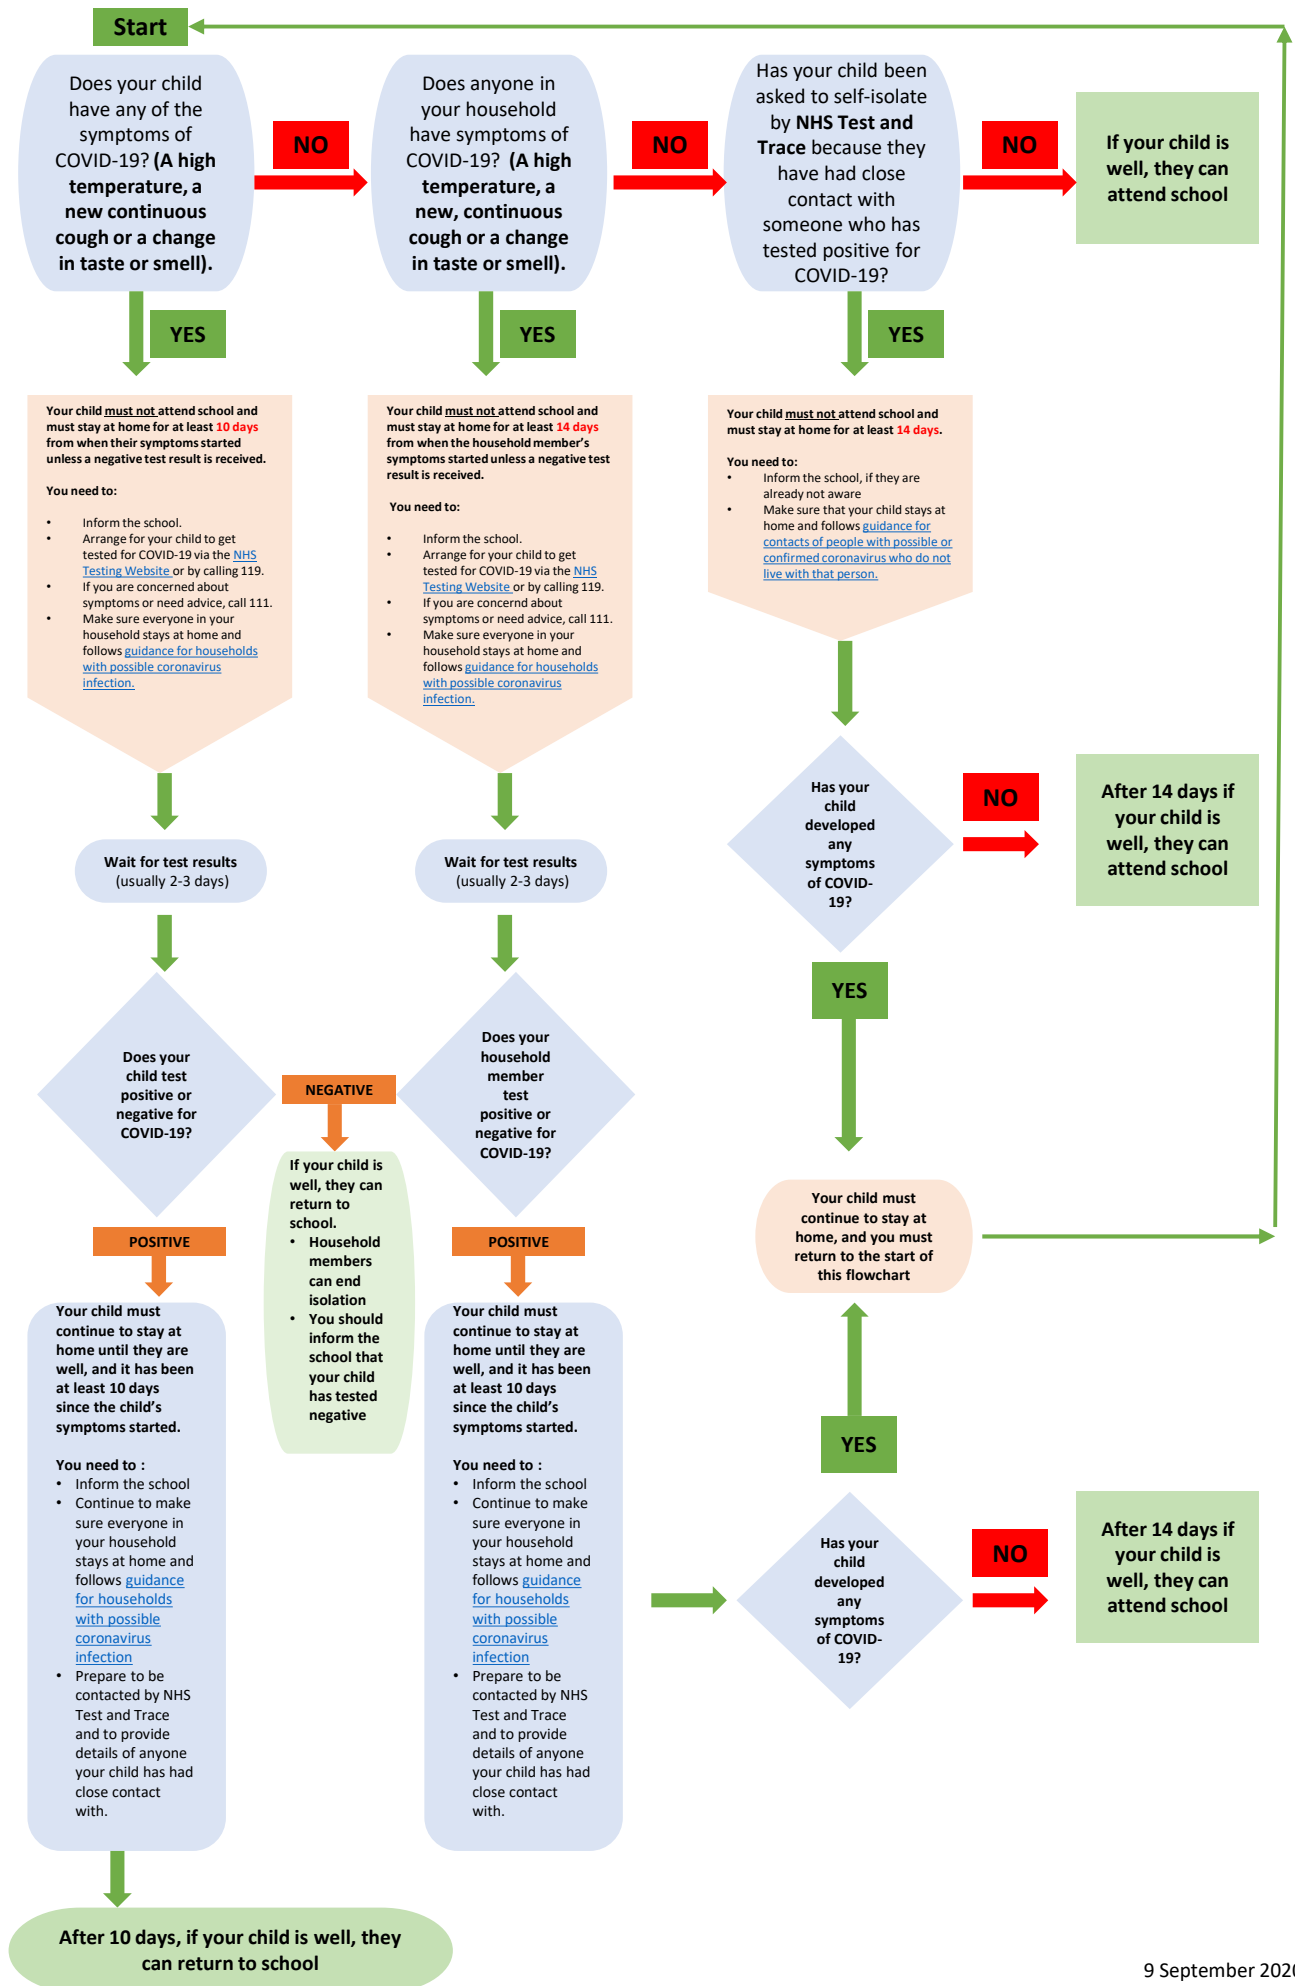 Start
Does your child
have any of the
symptoms of
COVID-19? (A high
temperature, a
new continuous
cough or a change
in taste or smell).
NO
Does anyone in
your household
have symptoms of
COVID-19? (A high
temperature, a
new, continuous
cough or a change
in taste or smell).
NO
Has your child been
asked to self-isolate
by NHS Test and
Trace because they
have had close
contact with
someone who has
tested positive for
COVID-19?
NO
If your child is
well, they can
attend school
YES
YES
YES
Your child must not attend school and
must stay at home for at least 10 days
from when their symptoms started
unless a negative test result is received.
You need to:
• Inform the school.
• Arrange for your child to get
tested for COVID-19 via the NHS
Testing Website or by calling 119.
• If you are concerned about
symptoms or need advice, call 111.
• Make sure everyone in your
household stays at home and
follows guidance for households
with possible coronavirus
infection.
Your child must not attend school and
must stay at home for at least 14 days
from when the household member's
symptoms started unless a negative test
result is received.
You need to:
• Inform the school.
• Arrange for your child to get
tested for COVID-19 via the NHS
Testing Website or by calling 119.
• If you are concernd about
symptoms or need advice, call 111.
• Make sure everyone in your
household stays at home and
follows guidance for households
with possible coronavirus
infection.
Your child must not attend school and
must stay at home for at least 14 days.
You need to:
• Inform the school, if they are
already not aware
• Make sure that your child stays at
home and follows guidance for
contacts of people with possible or
confirmed coronavirus who do not
live with that person.
Wait for test results
(usually 2-3 days)
Wait for test results
(usually 2-3 days)
Has your
child
developed
any
symptoms
of COVID-
19?
NO
After 14 days if
your child is
well, they can
attend school
YES
Does your
child test
positive or
negative for
COVID-19?
NEGATIVE
Does your
household
member
test
positive or
negative for
COVID-19?
If your child is
well, they can
return to
school.
• Household
members
can end
isolation
• You should
inform the
school that
your child
has tested
negative
Your child must
continue to stay at
home, and you must
return to the start of
this flowchart
POSITIVE
POSITIVE
Your child must
continue to stay at
home until they are
well, and it has been
at least 10 days
since the child's
symptoms started.
You need to :
• Inform the school
• Continue to make
sure everyone in
your household
stays at home and
follows guidance
for households
with possible
coronavirus
infection
• Prepare to be
contacted by NHS
Test and Trace
and to provide
details of anyone
your child has had
close contact
with.
Your child must
continue to stay at
home until they are
well, and it has been
at least 10 days
since the child's
symptoms started.
You need to :
• Inform the school
• Continue to make
sure everyone in
your household
stays at home and
follows guidance
for households
with possible
coronavirus
infection
• Prepare to be
contacted by NHS
Test and Trace
and to provide
details of anyone
your child has had
close contact
with.
YES
Has your
child
developed
any
symptoms
of COVID-
19?
NO
After 14 days if
your child is
well, they can
attend school
After 10 days, if your child is well, they
can return to school
9 September 2020